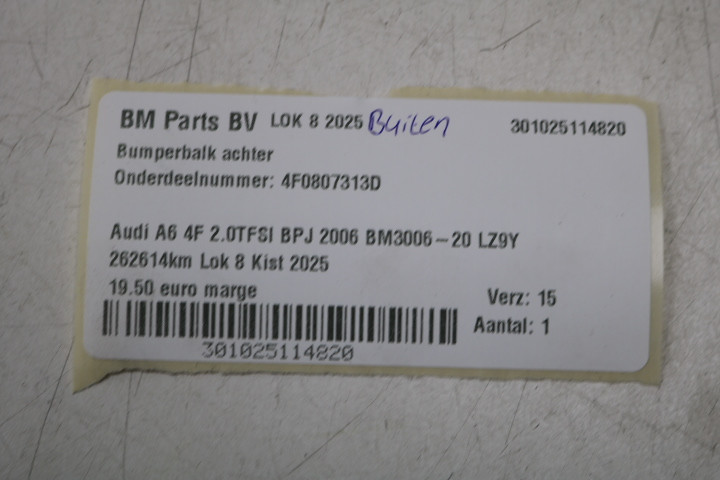 BM Parts BV LOK 8 2025 Buiten 301025114820
Bumperbalk achter
Onderdeelnummer: 4F0807313D
Audi A6 4F 2.0TFSI BPJ 2006 BM3006-20 LZ9Y
262614km Lok 8 Kist 2025
19.50 euro marge
Verz: 15
Aantal: 1
301025114820